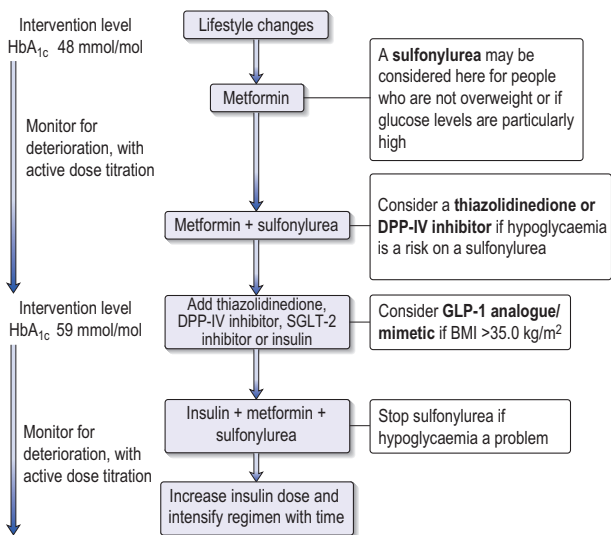 Intervention level
HbA1c 48 mmol/mol
Lifestyle changes
Metformin
A sulfonylurea may be
considered here for people
who are not overweight or if
glucose levels are particularly
high
Monitor for
deterioration, with
active dose titration
Metformin + sulfonylurea
Consider a thiazolidinedione or
DPP-IV inhibitor if hypoglycaemia
is a risk on a sulfonylurea
Intervention level
HbA1c 59 mmol/mol
Add thiazolidinedione,
DPP-IV inhibitor, SGLT-2
inhibitor or insulin
Consider GLP-1 analogue/
mimetic if BMI >35.0 kg/m²
Monitor for
deterioration, with
active dose titration
Insulin + metformin +
sulfonylurea
Stop sulfonylurea if
hypoglycaemia a problem
Increase insulin dose and
intensify regimen with time